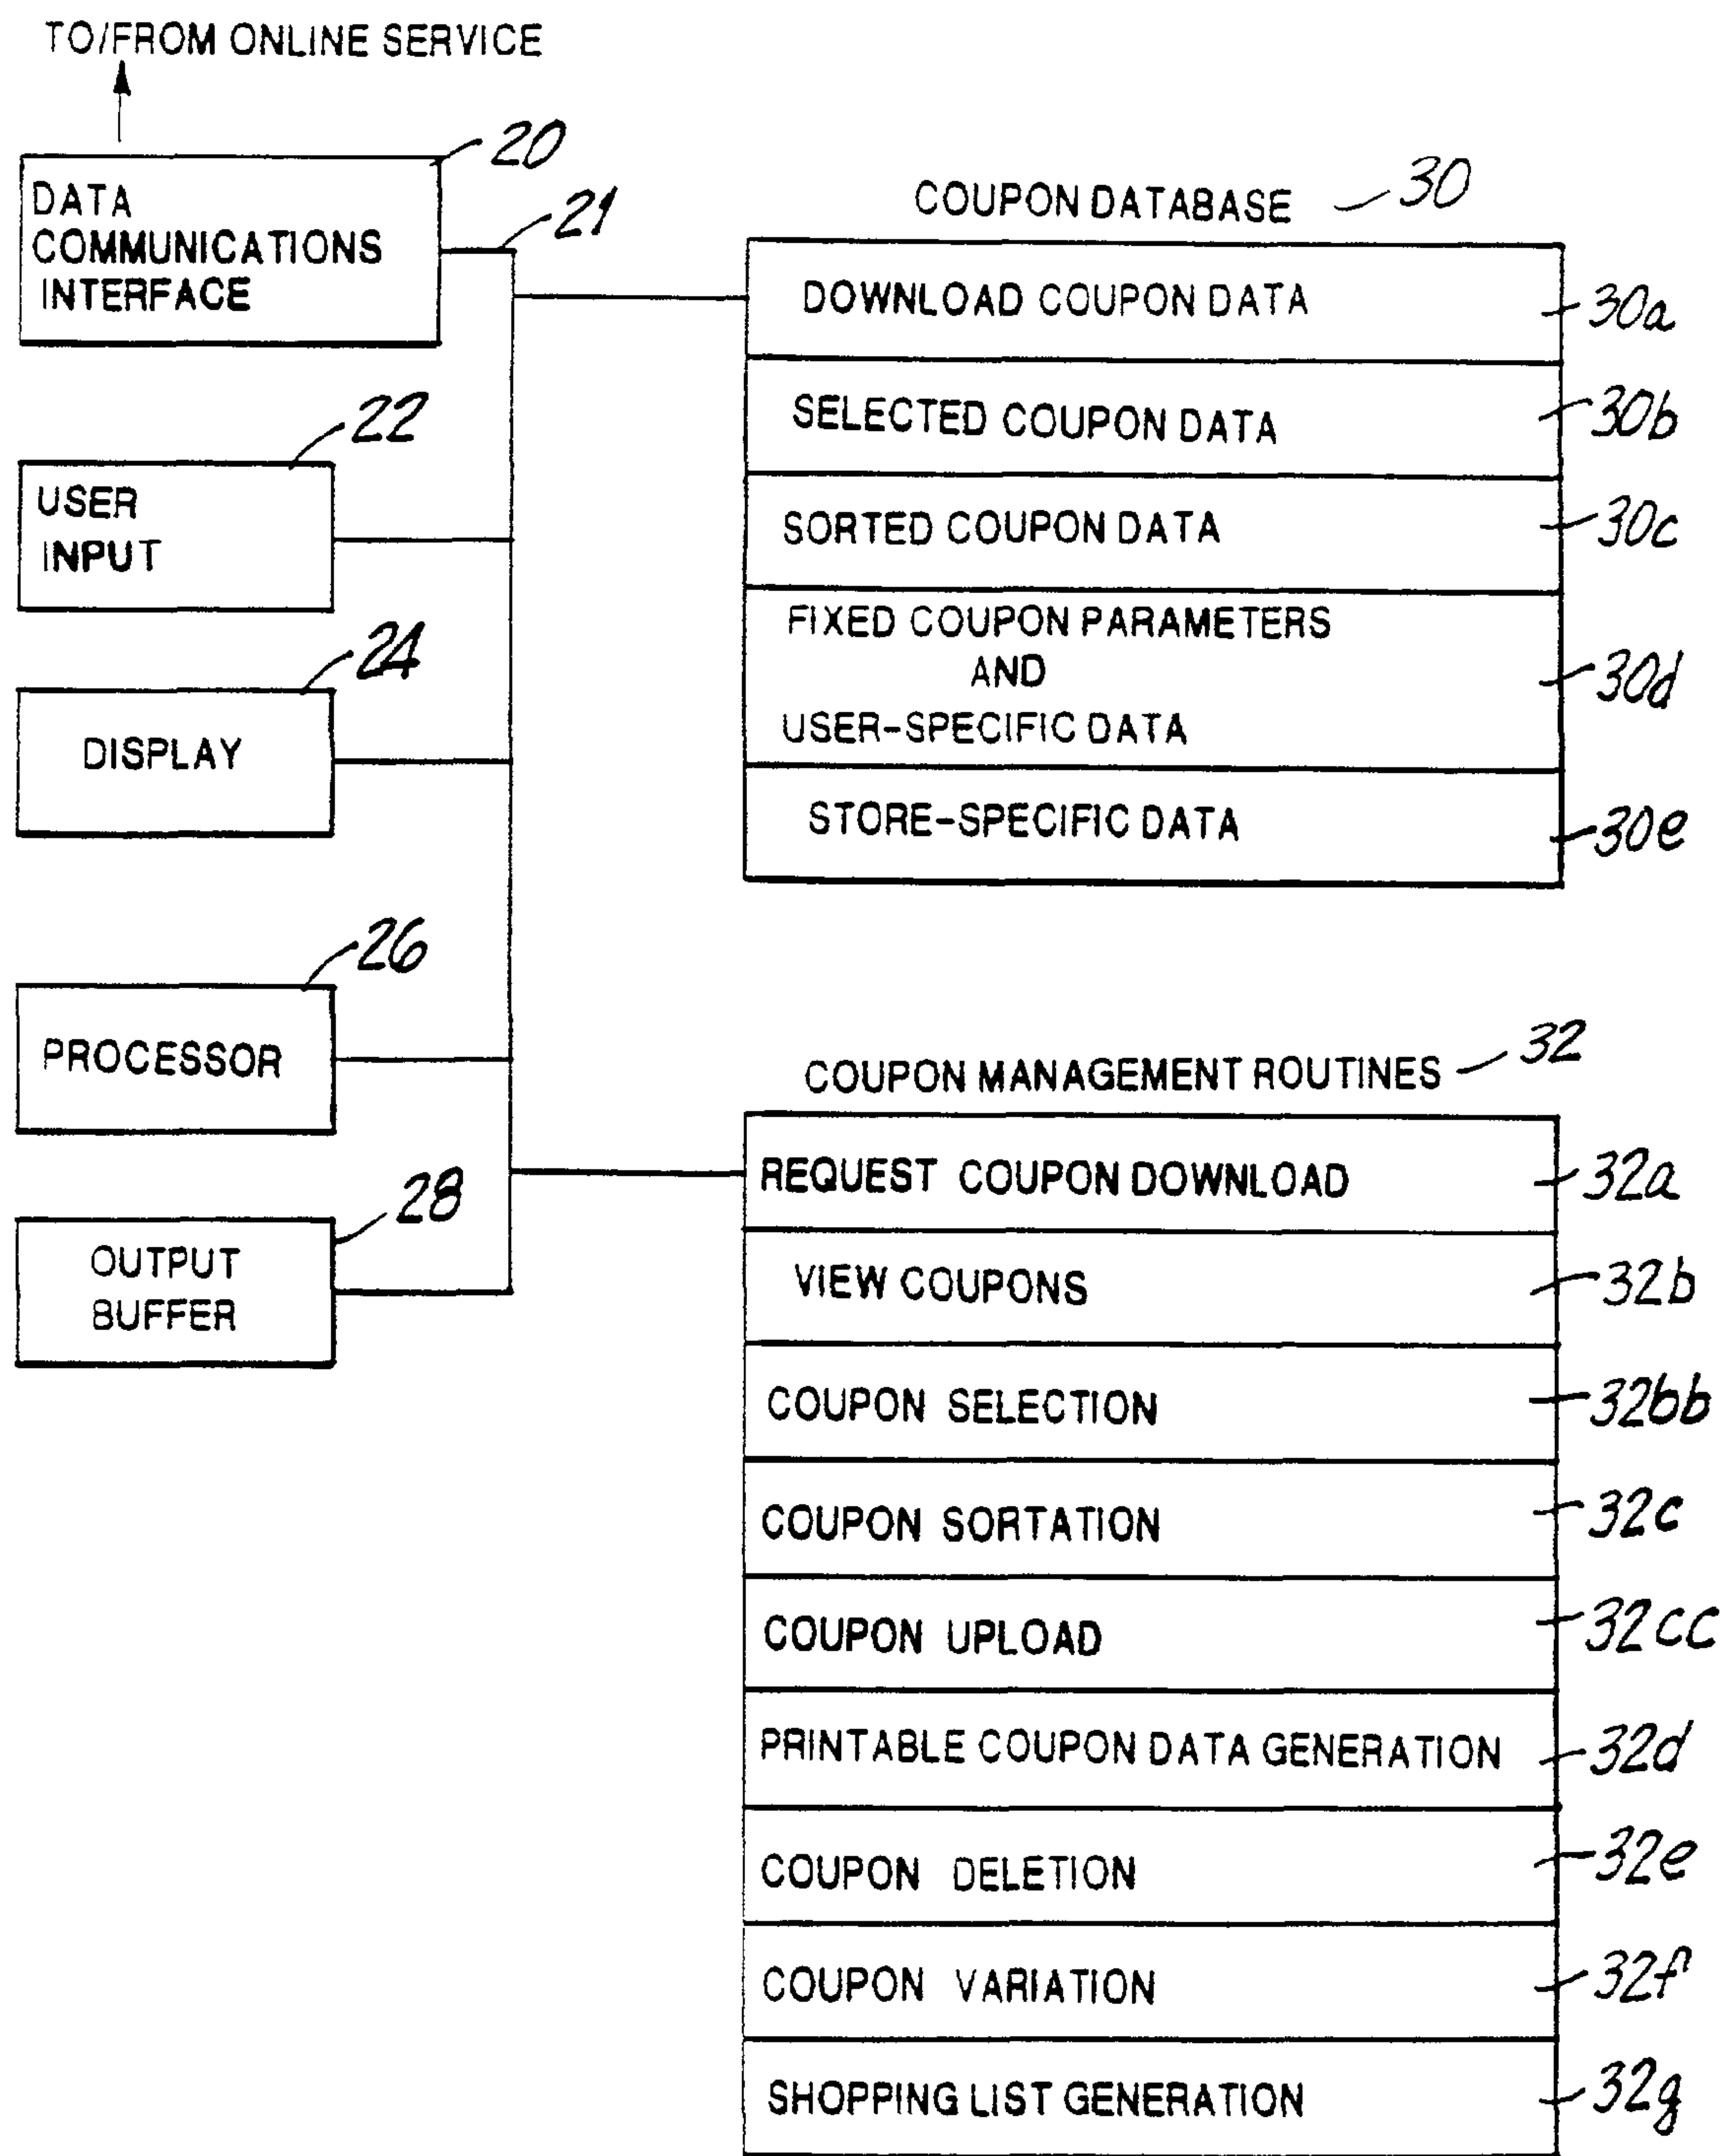 TO/FROM ONLINE SERVICE
20
DATA
COMMUNICATIONS
INTERFACE
21
22
USER
INPUT
24
DISPLAY
26
PROCESSOR
28
OUTPUT
BUFFER
COUPON DATABASE 30
DOWNLOAD COUPON DATA 30a
SELECTED COUPON DATA 30b
SORTED COUPON DATA 30c
FIXED COUPON PARAMETERS
AND
USER-SPECIFIC DATA 30d
STORE-SPECIFIC DATA 30e
COUPON MANAGEMENT ROUTINES 32
REQUEST COUPON DOWNLOAD 32a
VIEW COUPONS 32b
COUPON SELECTION 32bb
COUPON SORTATION 32c
COUPON UPLOAD 32cc
PRINTABLE COUPON DATA GENERATION 32d
COUPON DELETION 32e
COUPON VARIATION 32f
SHOPPING LIST GENERATION 32g